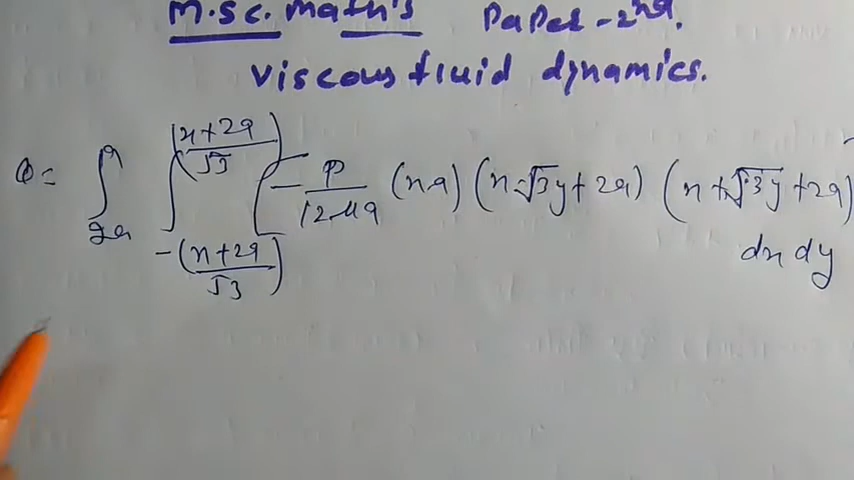 M.Sc. Math's Paper - 2nd.
Viscous fluid dynamics.
Q = ∫_{2a}^{a} ∫_{-(x+2a/√3)}^{(x+2a/√3)} - P/12μa (x-a) (x-√3y+2a) (x+√3y+2a)
dx dy